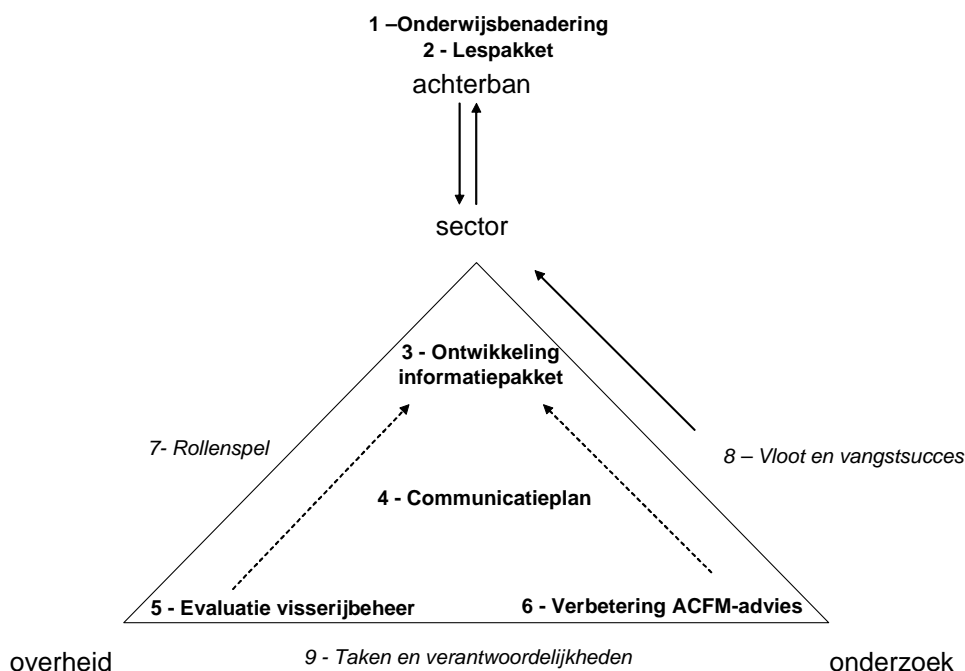 1 –Onderwijsbenadering
2 - Lespakket
achterban
sector
3 - Ontwikkeling
informatiepakket
7- Rollenspel
8 – Vloot en vangstsucces
4 - Communicatieplan
5 - Evaluatie visserijbeheer
6 - Verbetering ACFM-advies
overheid
9 - Taken en verantwoordelijkheden
onderzoek